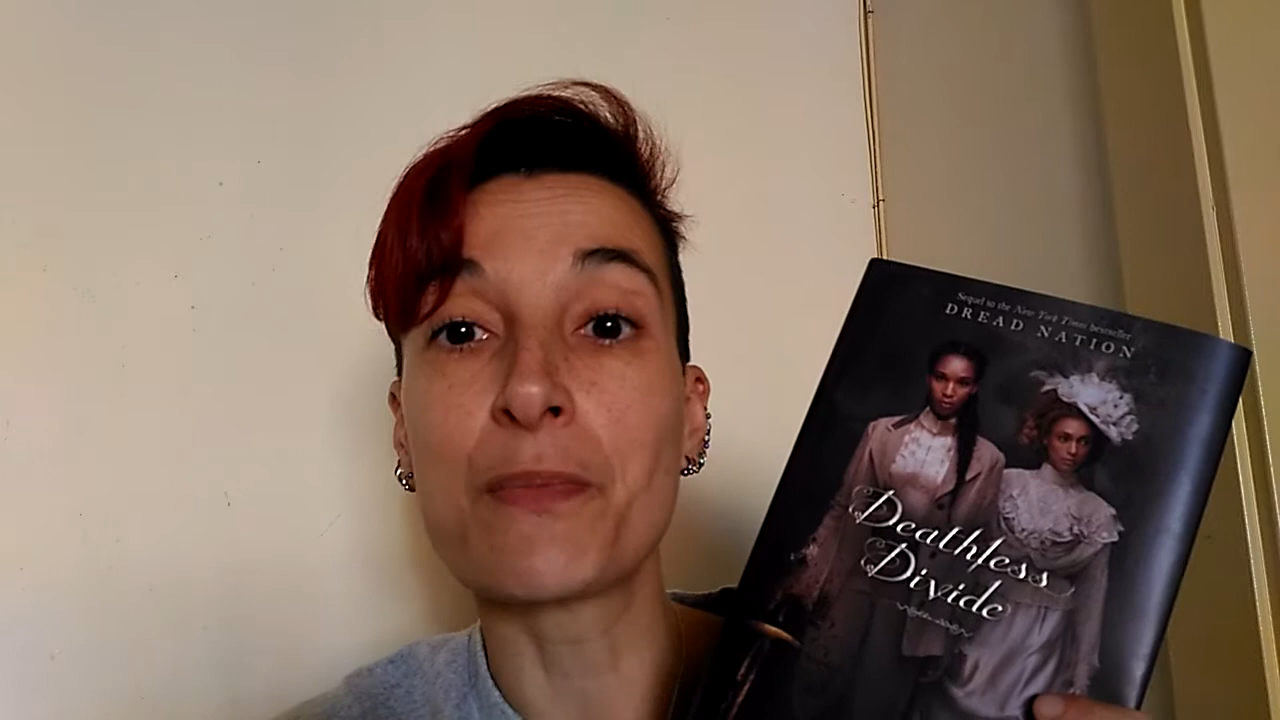 Sequel to the New York Times bestseller
DREAD NATION
Deathless
Divide